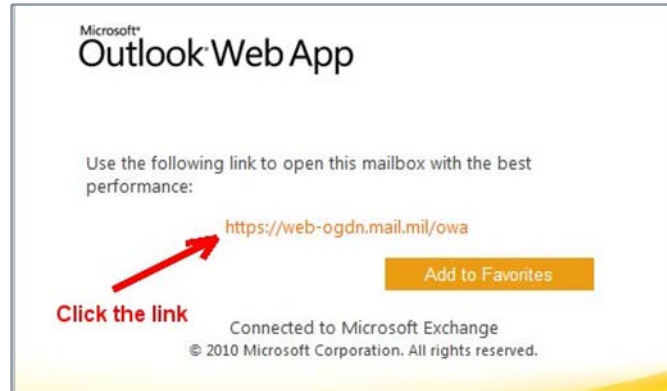 Microsoft®
Outlook Web App
Use the following link to open this mailbox with the best
performance:
https://web-ogdn.mail.mil/owa
Add to Favorites
Click the link
Connected to Microsoft Exchange
© 2010 Microsoft Corporation. All rights reserved.